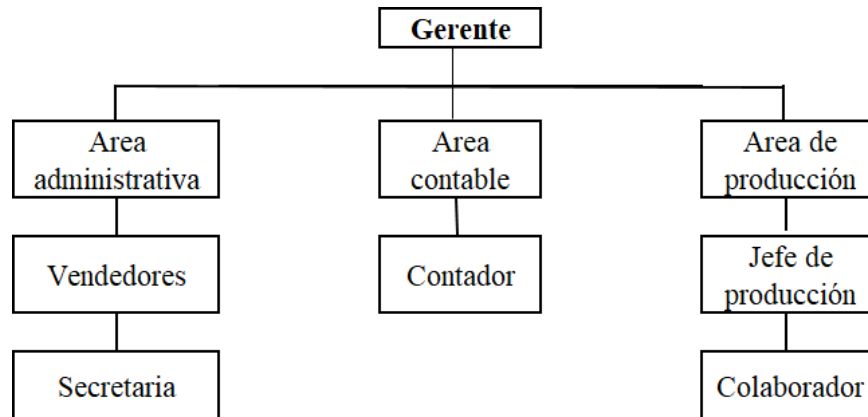 Gerente
Area
administrativa
Area
contable
Area de
producción
Vendedores
Contador
Jefe de
producción
Secretaria
Colaborador